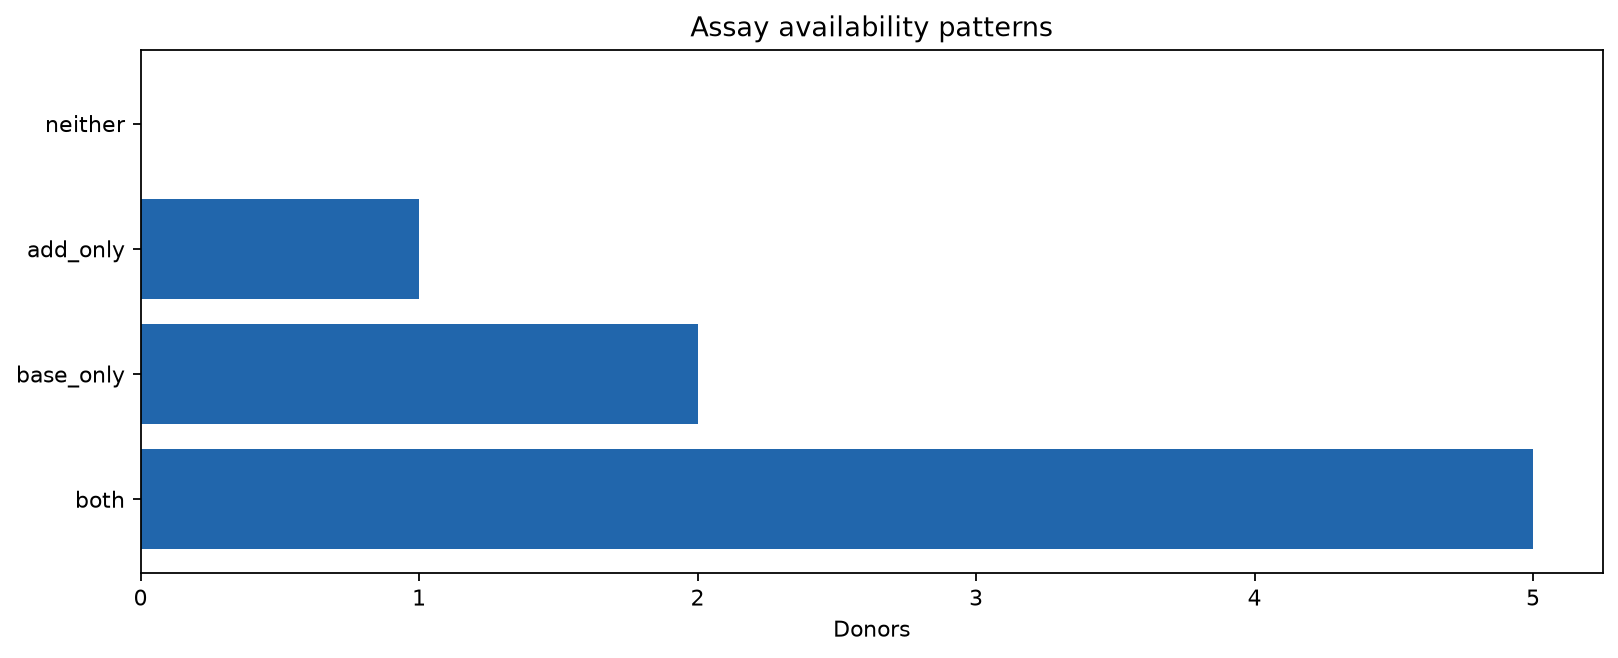 Assay availability patterns
neither
add_only
base_only
both
0 1 2 3 4 5
Donors